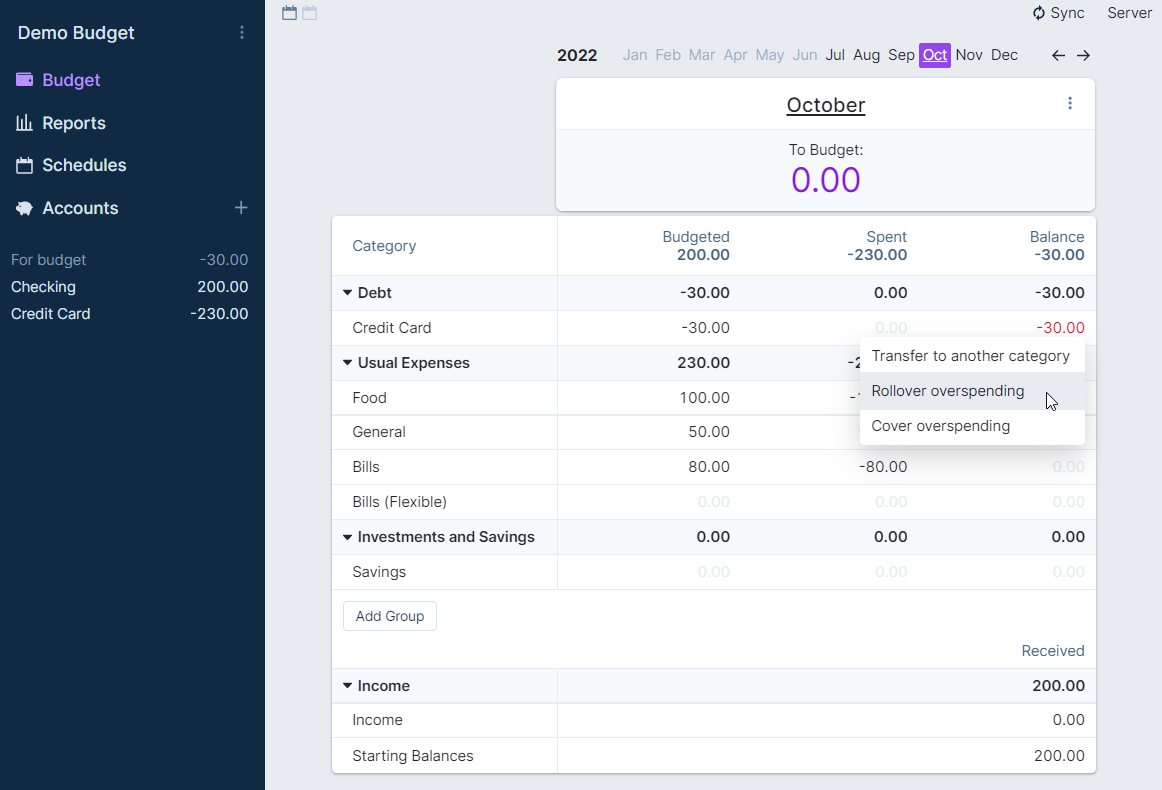 Demo Budget
Budget
Reports
Schedules
Accounts
For budget -30.00
Checking 200.00
Credit Card -230.00
Sync Server
2022 Jan Feb Mar Apr May Jun Jul Aug Sep Oct Nov Dec
October
To Budget:
0.00
Category Budgeted 200.00 Spent -230.00 Balance -30.00
Debt -30.00 0.00 -30.00
Credit Card -30.00 0.00 -30.00
Transfer to another category
Rollover overspending
Cover overspending
Usual Expenses 230.00
Food 100.00
General 50.00
Bills 80.00 -80.00 0.00
Bills (Flexible) 0.00 0.00 0.00
Investments and Savings 0.00 0.00 0.00
Savings 0.00 0.00 0.00
Add Group
Received
Income 200.00
Income 0.00
Starting Balances 200.00